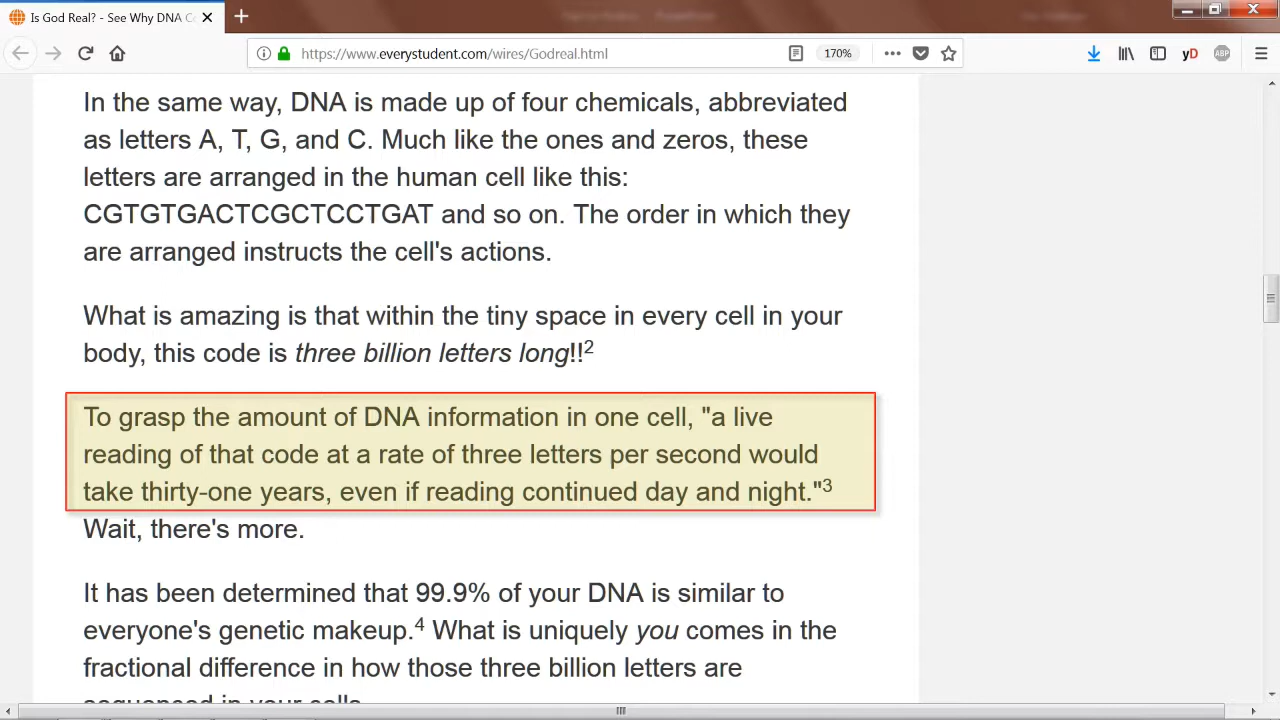 Is God Real? - See Why DNA C
https://www.everystudent.com/wires/Godreal.html
170%
yD
ABP
In the same way, DNA is made up of four chemicals, abbreviated
as letters A, T, G, and C. Much like the ones and zeros, these
letters are arranged in the human cell like this:
CGTGTGACTCGCTCCTGAT and so on. The order in which they
are arranged instructs the cell's actions.
What is amazing is that within the tiny space in every cell in your
body, this code is three billion letters long!!2
To grasp the amount of DNA information in one cell, "a live
reading of that code at a rate of three letters per second would
take thirty-one years, even if reading continued day and night."3
Wait, there's more.
It has been determined that 99.9% of your DNA is similar to
everyone's genetic makeup.4 What is uniquely you comes in the
fractional difference in how those three billion letters are
sequenced in your cells.